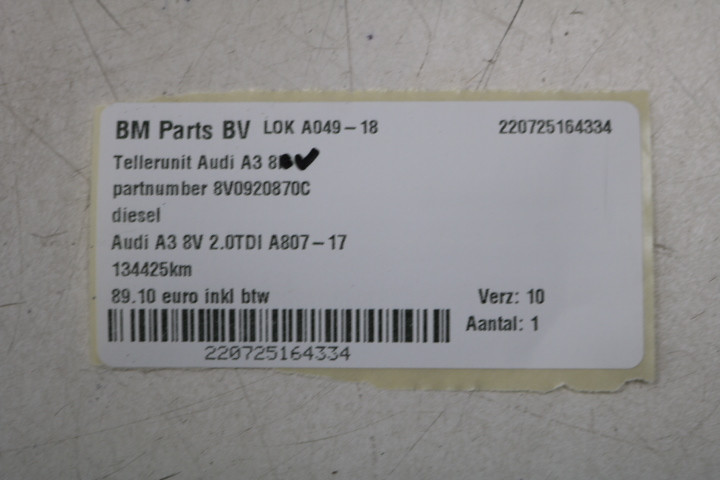 BM Parts BV LOK A049-18 220725164334
Tellerunit Audi A3 8V
partnumber 8V0920870C
diesel
Audi A3 8V 2.0TDI A807-17
134425km
89.10 euro inkl btw Verz: 10
Aantal: 1
220725164334